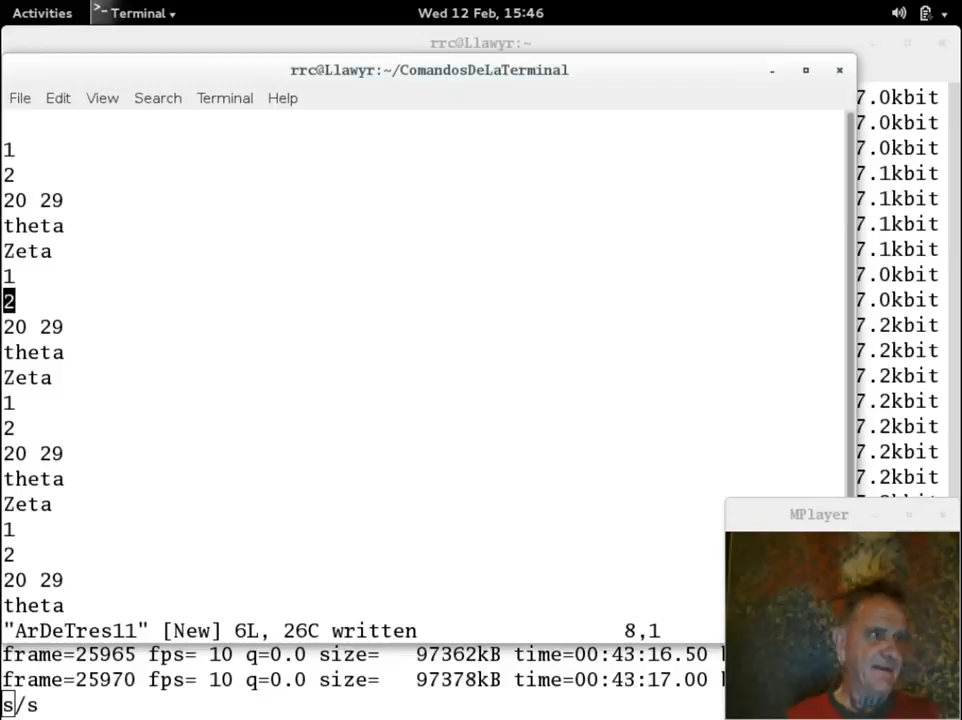 Activities >_ Terminal Wed 12 Feb, 15:46
rrc@Llawyr:~
rrc@Llawyr:~/ComandosDeLaTerminal
File Edit View Search Terminal Help
7.0kbit
7.0kbit
1 7.0kbit
2 7.1kbit
20 29 7.1kbit
theta 7.1kbit
Zeta 7.1kbit
1 7.0kbit
2 7.0kbit
20 29 7.2kbit
theta 7.2kbit
Zeta 7.2kbit
1 7.2kbit
2 7.2kbit
20 29 7.2kbit
theta 7.2kbit
Zeta
MPlayer
1
2
20 29
theta
"ArDeTres11" [New] 6L, 26C written 8,1
frame=25965 fps= 10 q=0.0 size= 97362kB time=00:43:16.50
frame=25970 fps= 10 q=0.0 size= 97378kB time=00:43:17.00
s/s